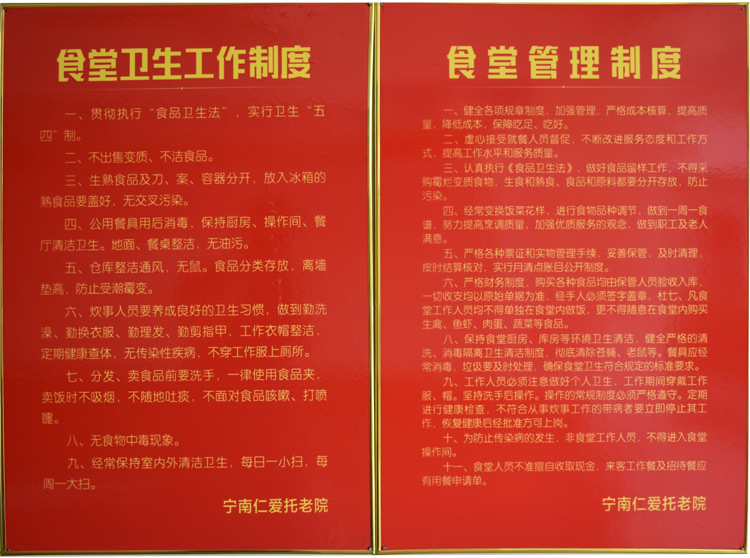 食堂卫生工作制度
一、贯彻执行“食品卫生法”，实行卫生“五
四”制。
二、不出售变质、不洁食品。
三、生熟食品及刀、案、容器分开，放入冰箱的
熟食品要盖好，无交叉污染。
四、公用餐具用后消毒，保持厨房、操作间、餐
厅清洁卫生。地面、餐桌整洁，无油污。
五、仓库整洁通风，无鼠。食品分类存放，离墙
垫高，防止受潮霉变。
六、炊事人员要养成良好的卫生习惯，做到勤洗
澡、勤换衣服、勤理发、勤剪指甲，工作衣帽整洁，
定期健康查体，无传染性疾病，不穿工作服上厕所。
七、分发、卖食品前要洗手，一律使用食品夹，
卖饭时不吸烟，不随地吐痰，不面对食品咳嗽、打喷
嚏。
八、无食物中毒现象。
九、经常保持室内外清洁卫生，每日一小扫，每
周一大扫。
宁南仁爱托老院
食堂管理制度
一、健全各项规章制度，加强管理，严格成本核算，提高质
量，降低成本，保障吃足、吃好。
二、虚心接受就餐人员督促，不断改进服务态度和工作方
式，提高工作水平和服务质量。
三、认真执行《食品卫生法》，做好食品留样工作，不得采
购霉烂变质食物，生食和熟食、食品和原料都要分开存放，防止
污染。
四、经常变换饭菜花样，进行食物品种调节，做到一周一食
谱，努力提高烹调质量，加强优质服务的观念，做到职工及老人
满意。
五、严格各种票证和实物管理手续，妥善保管，及时清理，
按时结算核对，实行月清点账目公开制度。
六、严格财务制度，购买各种食品均由保管人员验收入库，
一切收支均以原始单据为准，经手人必须签字盖章，杜七、凡食
堂工作人员均不得单独在食堂内做饭，更不得随意在食堂内购买
生禽、鱼虾、肉蛋、蔬菜等食品。
八、保持食堂厨房、库房等环境卫生清洁，健全严格的清
洗、消毒隔离卫生清洁制度，彻底清除苍蝇、老鼠等。餐具应经
常消毒，垃圾要及时处理，确保食堂卫生符合规定的标准要求。
九、工作人员必须注意做好个人卫生，工作期间穿戴工作
服、帽。坚持洗手后操作。操作的常规制度必须严格遵守。定期
进行健康检查，不符合从事炊事工作的带病者要立即停止其工
作，恢复健康后经批准方可上岗。
十、为防止传染病的发生，非食堂工作人员，不得进入食堂
操作间。
十一、食堂人员不准擅自收取现金，来客工作餐及招待餐应
有用餐申请单。
宁南仁爱托老院